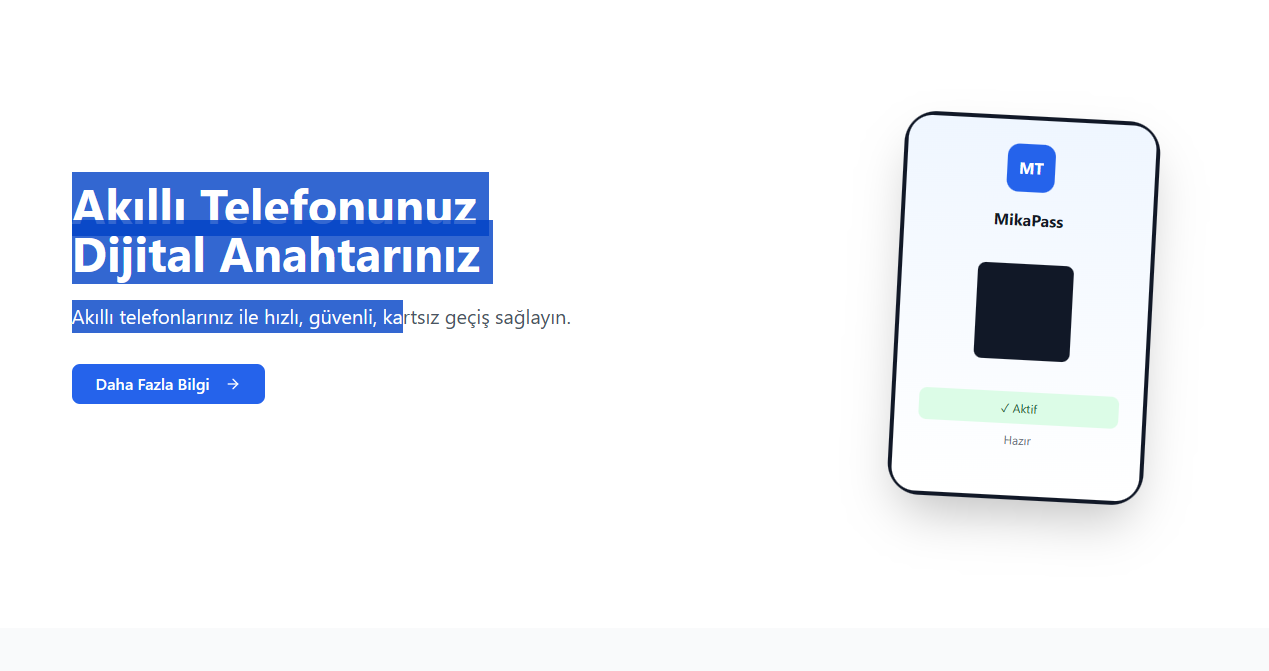 Akıllı Telefonunuz
Dijital Anahtarınız
Akıllı telefonlarınız ile hızlı, güvenli, kartsız geçiş sağlayın.
Daha Fazla Bilgi →
MT
MikaPass
✓ Aktif
Hazır